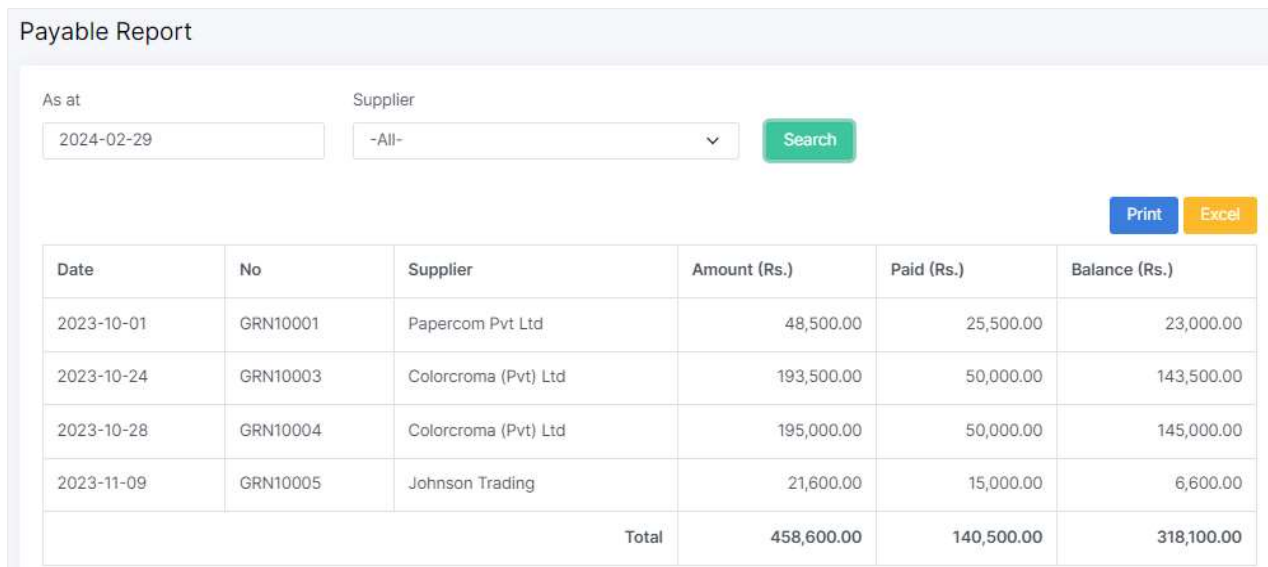 Payable Report
As at Supplier
2024-02-29 -All- Search
Print Excel
Date No Supplier Amount (Rs.) Paid (Rs.) Balance (Rs.)
2023-10-01 GRN10001 Papercom Pvt Ltd 48,500.00 25,500.00 23,000.00
2023-10-24 GRN10003 Colorcroma (Pvt) Ltd 193,500.00 50,000.00 143,500.00
2023-10-28 GRN10004 Colorcroma (Pvt) Ltd 195,000.00 50,000.00 145,000.00
2023-11-09 GRN10005 Johnson Trading 21,600.00 15,000.00 6,600.00
Total 458,600.00 140,500.00 318,100.00